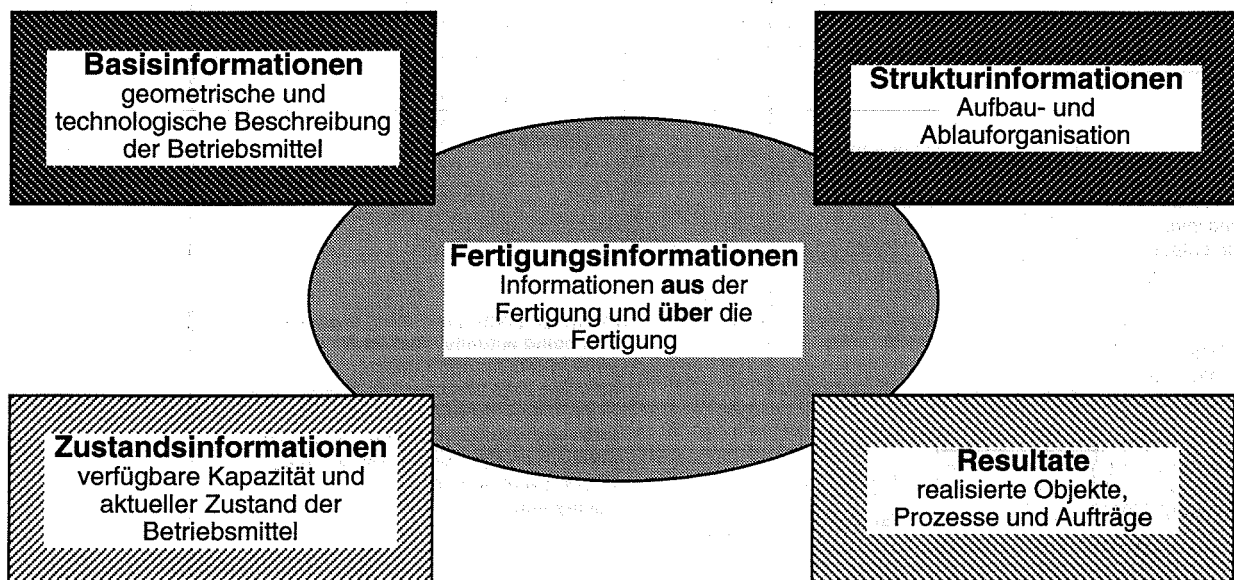 Basisinformationen
geometrische und
technologische Beschreibung
der Betriebsmittel
Strukturinformationen
Aufbau- und
Ablauforganisation
Fertigungsinformationen
Informationen aus der
Fertigung und über die
Fertigung
Zustandsinformationen
verfügbare Kapazität und
aktueller Zustand der
Betriebsmittel
Resultate
realisierte Objekte,
Prozesse und Aufträge